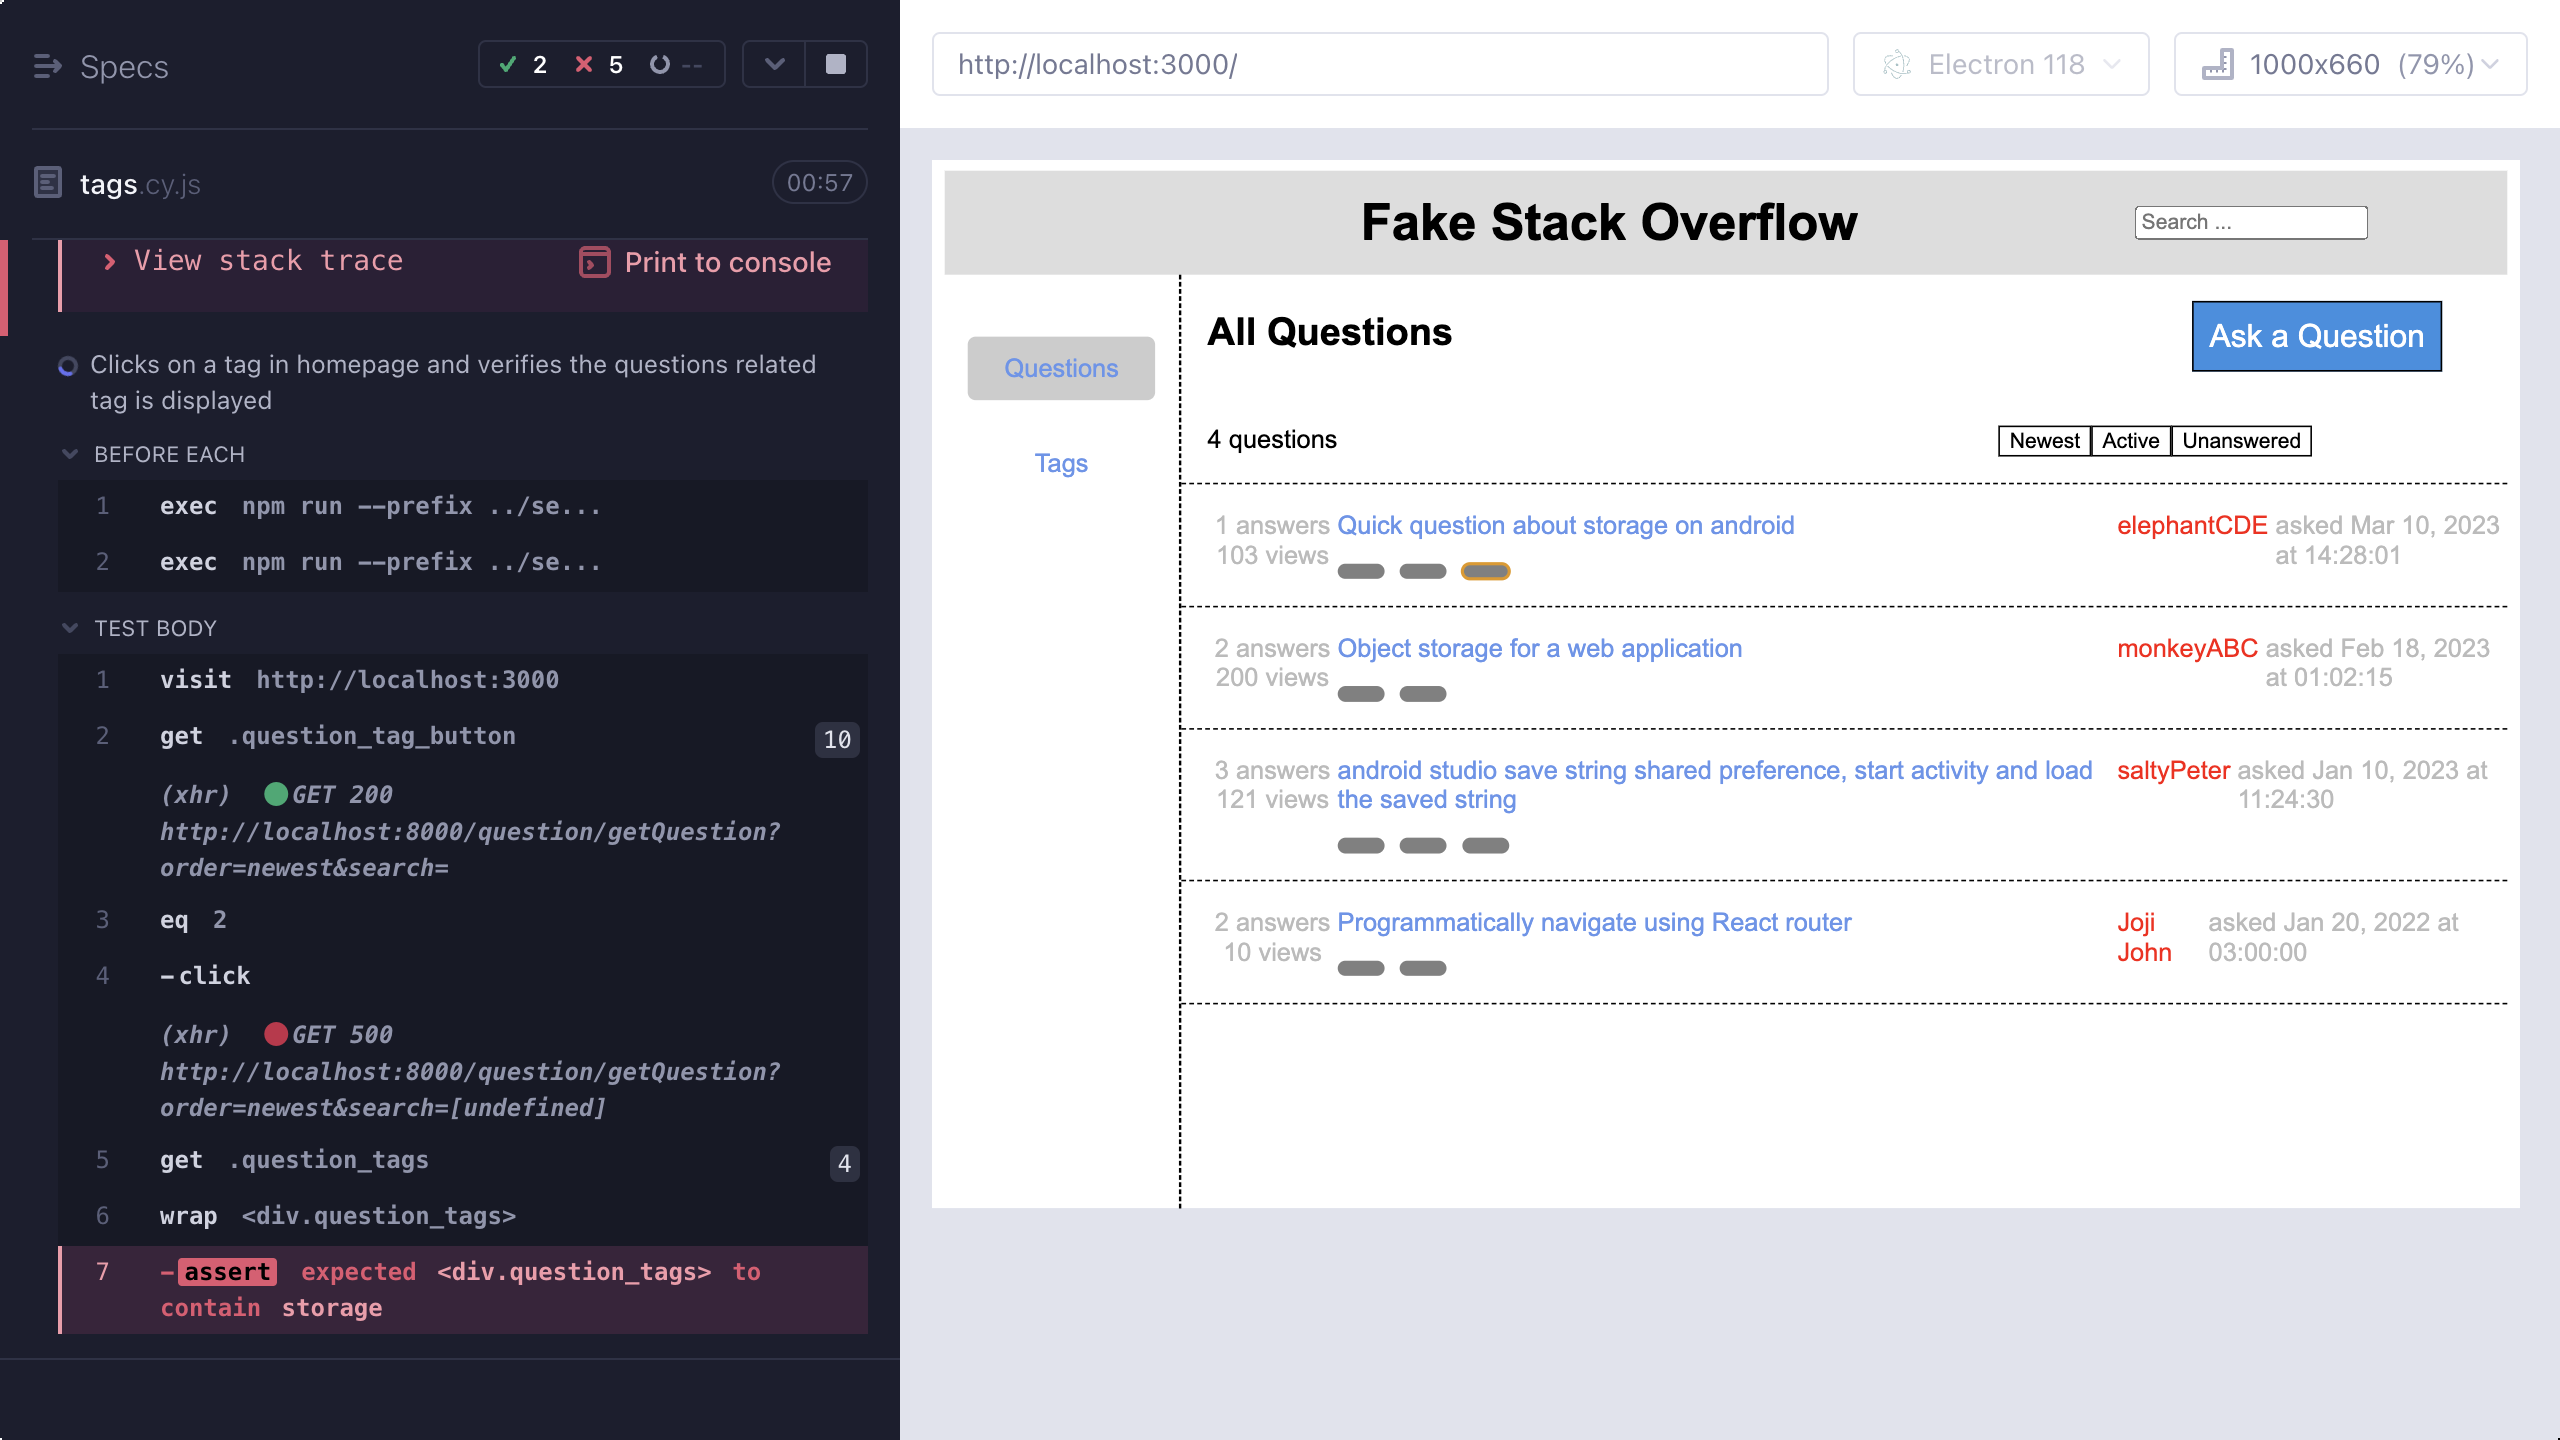 Specs
2
5
--
tags.cy.js
00:57
View stack trace
Print to console
Clicks on a tag in homepage and verifies the questions related
tag is displayed
BEFORE EACH
1 exec npm run --prefix ../se...
2 exec npm run --prefix ../se...
TEST BODY
1 visit http://localhost:3000
2 get .question_tag_button 10
(xhr) GET 200
http://localhost:8000/question/getQuestion?
order=newest&search=
3 eq 2
4 -click
(xhr) GET 500
http://localhost:8000/question/getQuestion?
order=newest&search=[undefined]
5 get .question_tags 4
6 wrap <div.question_tags>
7 -assert expected <div.question_tags> to
contain storage
http://localhost:3000/
Electron 118
1000x660 (79%)
Fake Stack Overflow
Search ...
Questions
Tags
All Questions
Ask a Question
4 questions
Newest Active Unanswered
1 answers Quick question about storage on android elephantCDE asked Mar 10, 2023
103 views at 14:28:01
2 answers Object storage for a web application monkeyABC asked Feb 18, 2023
200 views at 01:02:15
3 answers android studio save string shared preference, start activity and load saltyPeter asked Jan 10, 2023 at
121 views the saved string 11:24:30
2 answers Programmatically navigate using React router Joji asked Jan 20, 2022 at
10 views John 03:00:00